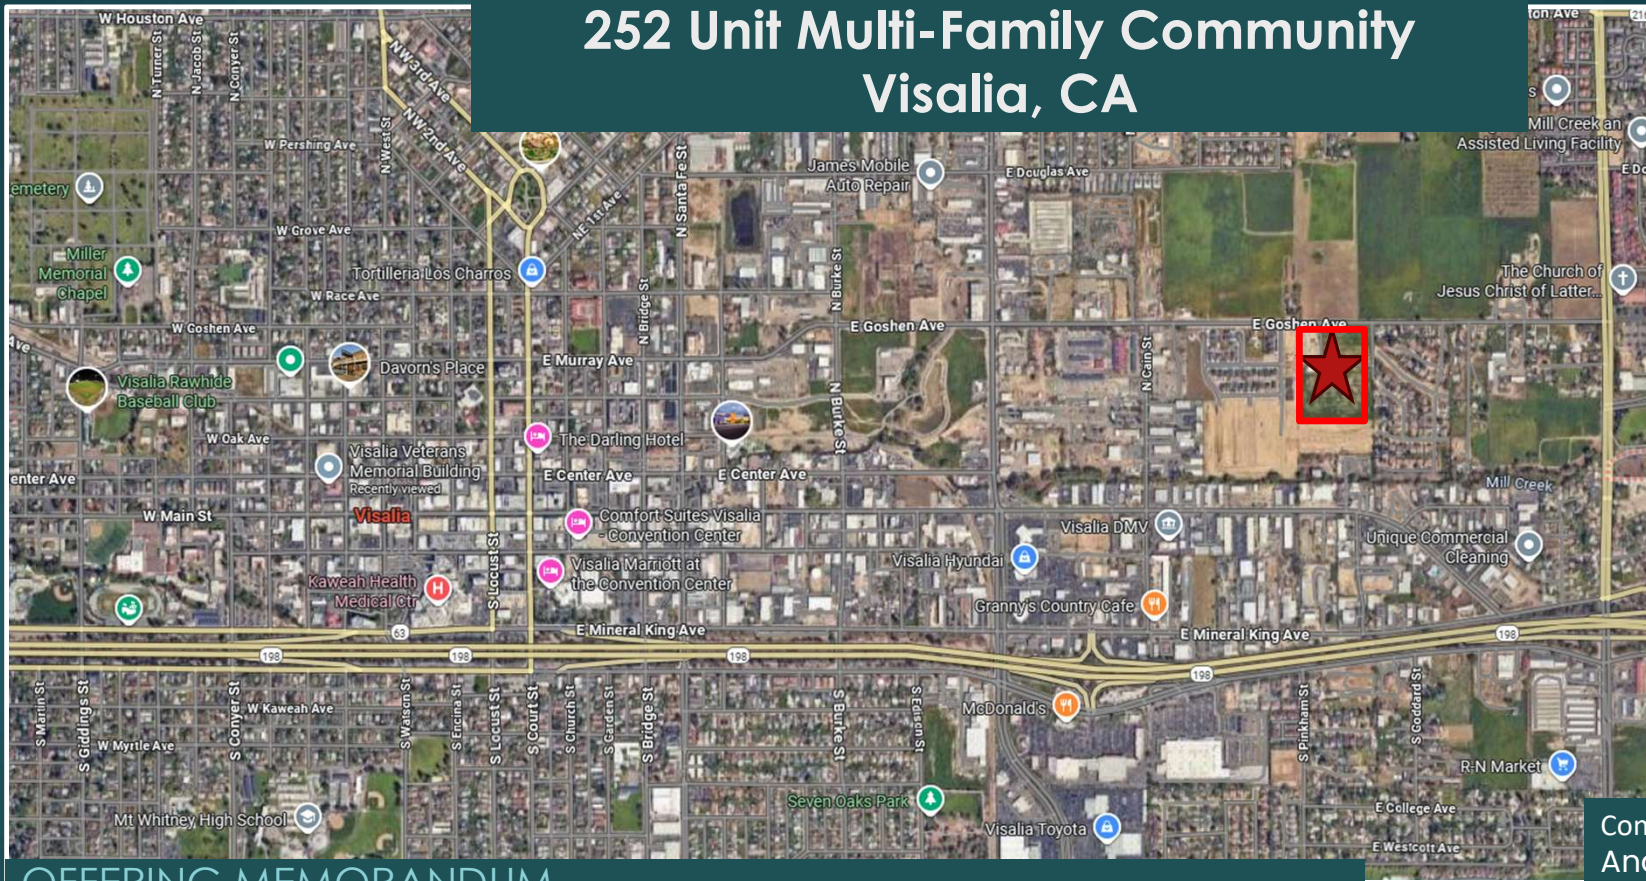 252 Unit Multi-Family Community
Visalia, CA
W Houston Ave
N Turner St
N Jacob St
N Conyer St
NW 3rd Ave
NW 2nd Ave
N West St
W Pershing Ave
N Santa Fe St
James Mobile
Auto Repair
E Douglas Ave
Mill Creek an
Assisted Living Facility
emetery
W Grove Ave
NE 1st Ave
Miller
Memorial
Chapel
Tortilleria Los Charros
W Race Ave
N Bridge St
N Burke St
The Church of
Jesus Christ of Latter...
W Goshen Ave
E Goshen Ave
E Goshen Ave
Ave
E Murray Ave
Davorn's Place
N Cain St
Visalia Rawhide
Baseball Club
N Burke St
W Oak Ave
The Darling Hotel
Visalia Veterans
Memorial Building
Recently viewed
enter Ave
E Center Ave
E Center Ave
Mill Creek
W Main St
Visalia
Comfort Suites Visalia
- Convention Center
Visalia DMV
Unique Commercial
Cleaning
S Locust St
Visalia Marriott at
the Convention Center
Visalia Hyundai
Kaweah Health
Medical Ctr
H
Granny's Country Cafe
63
E Mineral King Ave
E Mineral King Ave
198
198
198
198
198
198
S Martin St
S Giddings St
S Conyer St
W Kaweah Ave
S Watson St
S Encina St
S Locust St
S Court St
S Church St
S Garden St
S Bridge St
S Burke St
S Edison St
McDonald's
S Pinkham St
S Goddard St
W Myrtle Ave
R-N Market
Mt Whitney High School
Seven Oaks Park
Visalia Toyota
E College Ave
E Westcott Ave
OFFERING MEMORANDUM